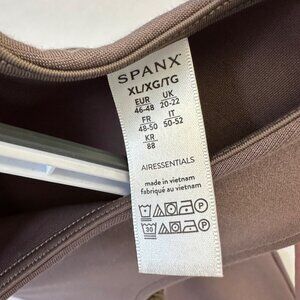 SPANX
XL/XG/TG
EUR UK
46-48 20-22
FR IT
48-50 50-52
KR
88
AIRESSENTIALS
made in vietnam
fabriqué au vietnam
30